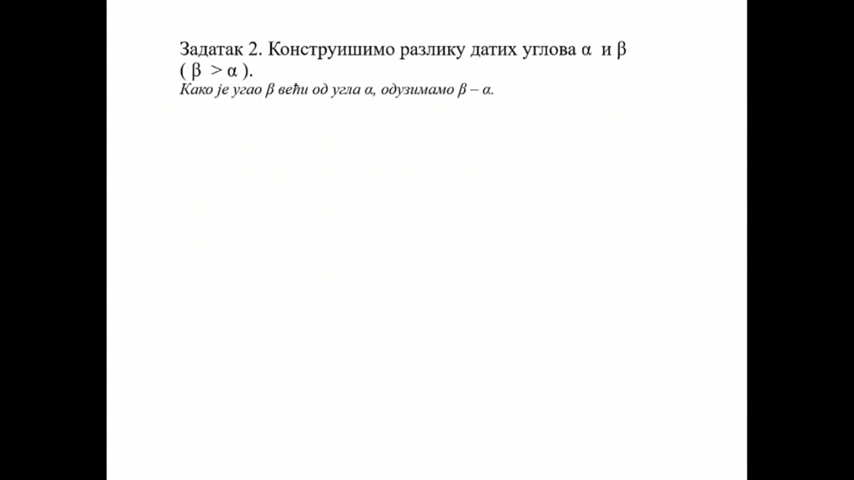 Задатак 2. Конструишимо разлику датих углова α и β
( β > α ).
Како је угао β већи од угла α, одузимамо β – α.